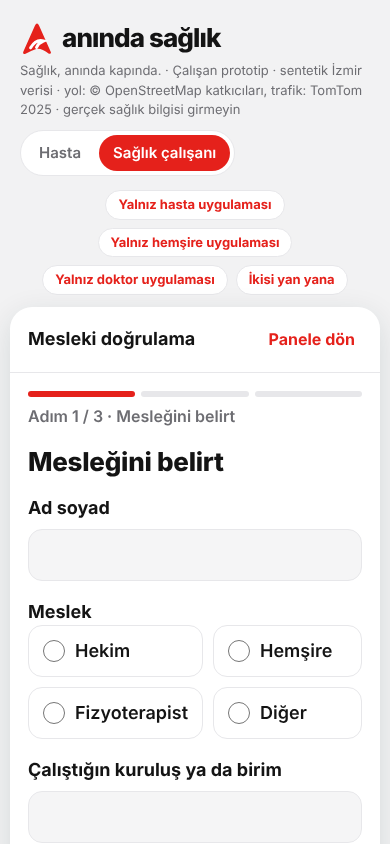 anında sağlık
Sağlık, anında kapında. · Çalışan prototip · sentetik İzmir
verisi · yol: © OpenStreetMap katkıcıları, trafik: TomTom
2025 · gerçek sağlık bilgisi girmeyin
Hasta
Sağlık çalışanı
Yalnız hasta uygulaması
Yalnız hemşire uygulaması
Yalnız doktor uygulaması
İkisi yan yana
Mesleki doğrulama
Panele dön
Adım 1 / 3 · Mesleğini belirt
Mesleğini belirt
Ad soyad
Meslek
Hekim
Hemşire
Fizyoterapist
Diğer
Çalıştığın kuruluş ya da birim